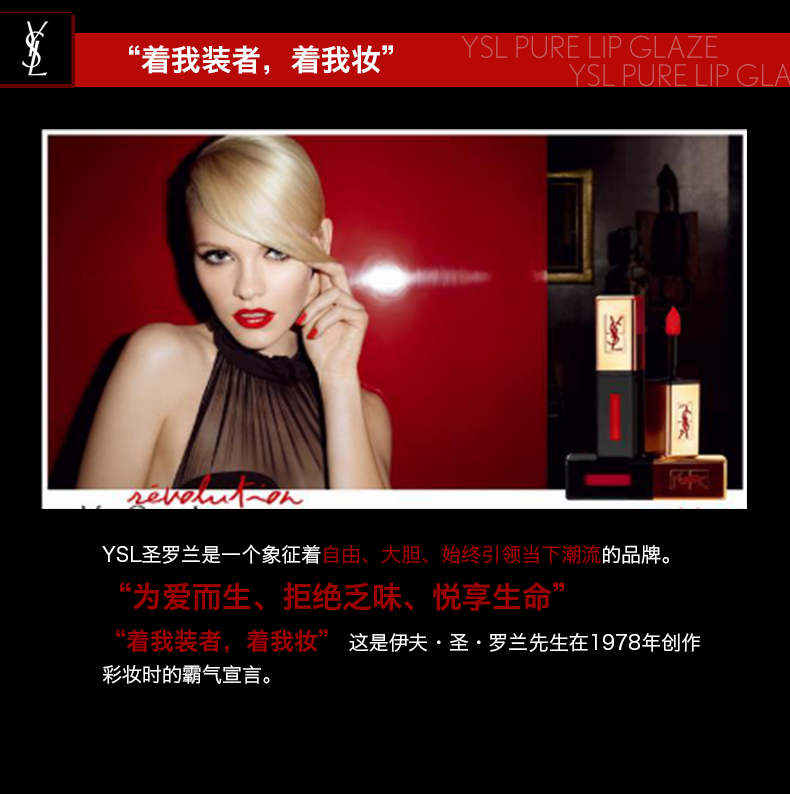 YSL
“着我装者，着我妆”
YSL PURE LIP GLAZE
YSL PURE LIP GLA
révolution
YSL圣罗兰是一个象征着自由、大胆、始终引领当下潮流的品牌。
“为爱而生、拒绝乏味、悦享生命”
“着我装者，着我妆” 这是伊夫·圣·罗兰先生在1978年创作
彩妆时的霸气宣言。